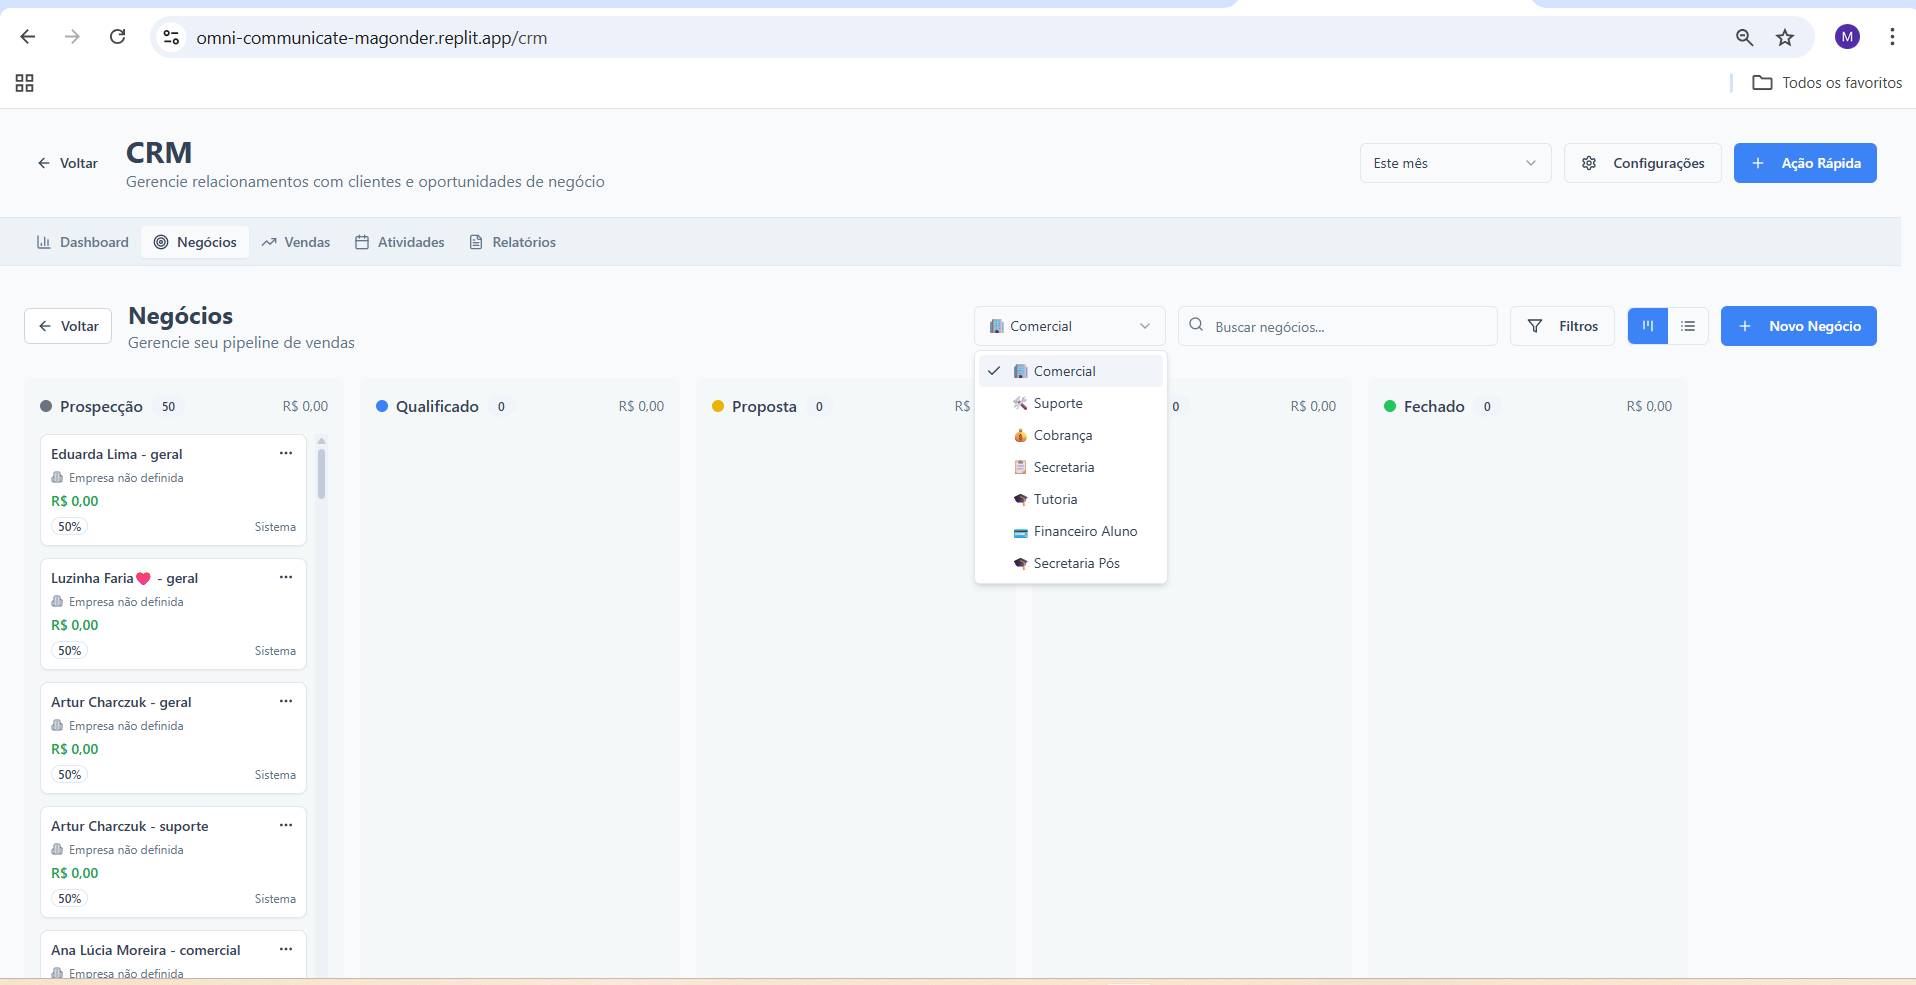 omni-communicate-magonder.replit.app/crm
M
Todos os favoritos
Voltar
CRM
Gerencie relacionamentos com clientes e oportunidades de negócio
Este mês
Configurações
Ação Rápida
Dashboard
Negócios
Vendas
Atividades
Relatórios
Voltar
Negócios
Gerencie seu pipeline de vendas
Comercial
Buscar negócios...
Filtros
Novo Negócio
Comercial
Suporte
Cobrança
Secretaria
Tutoria
Financeiro Aluno
Secretaria Pós
Prospecção 50 R$ 0,00
Qualificado 0 R$ 0,00
Proposta 0 R$
0 R$ 0,00
Fechado 0 R$ 0,00
Eduarda Lima - geral
Empresa não definida
R$ 0,00
50% Sistema
Luzinha Faria❤️ - geral
Empresa não definida
R$ 0,00
50% Sistema
Artur Charczuk - geral
Empresa não definida
R$ 0,00
50% Sistema
Artur Charczuk - suporte
Empresa não definida
R$ 0,00
50% Sistema
Ana Lúcia Moreira - comercial
Empresa não definida